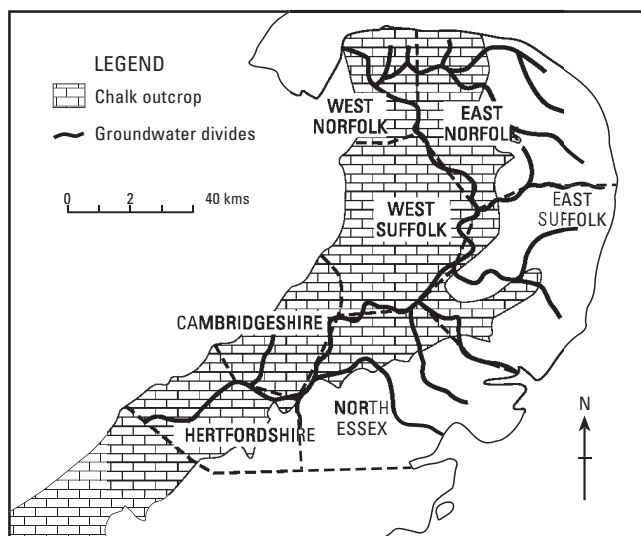 LEGEND
Chalk outcrop
Groundwater divides
0 2 40 kms
WEST
NORFOLK
EAST
NORFOLK
WEST
SUFFOLK
EAST
SUFFOLK
CAMBRIDGESHIRE
HERTFORDSHIRE
NORTH
ESSEX
N